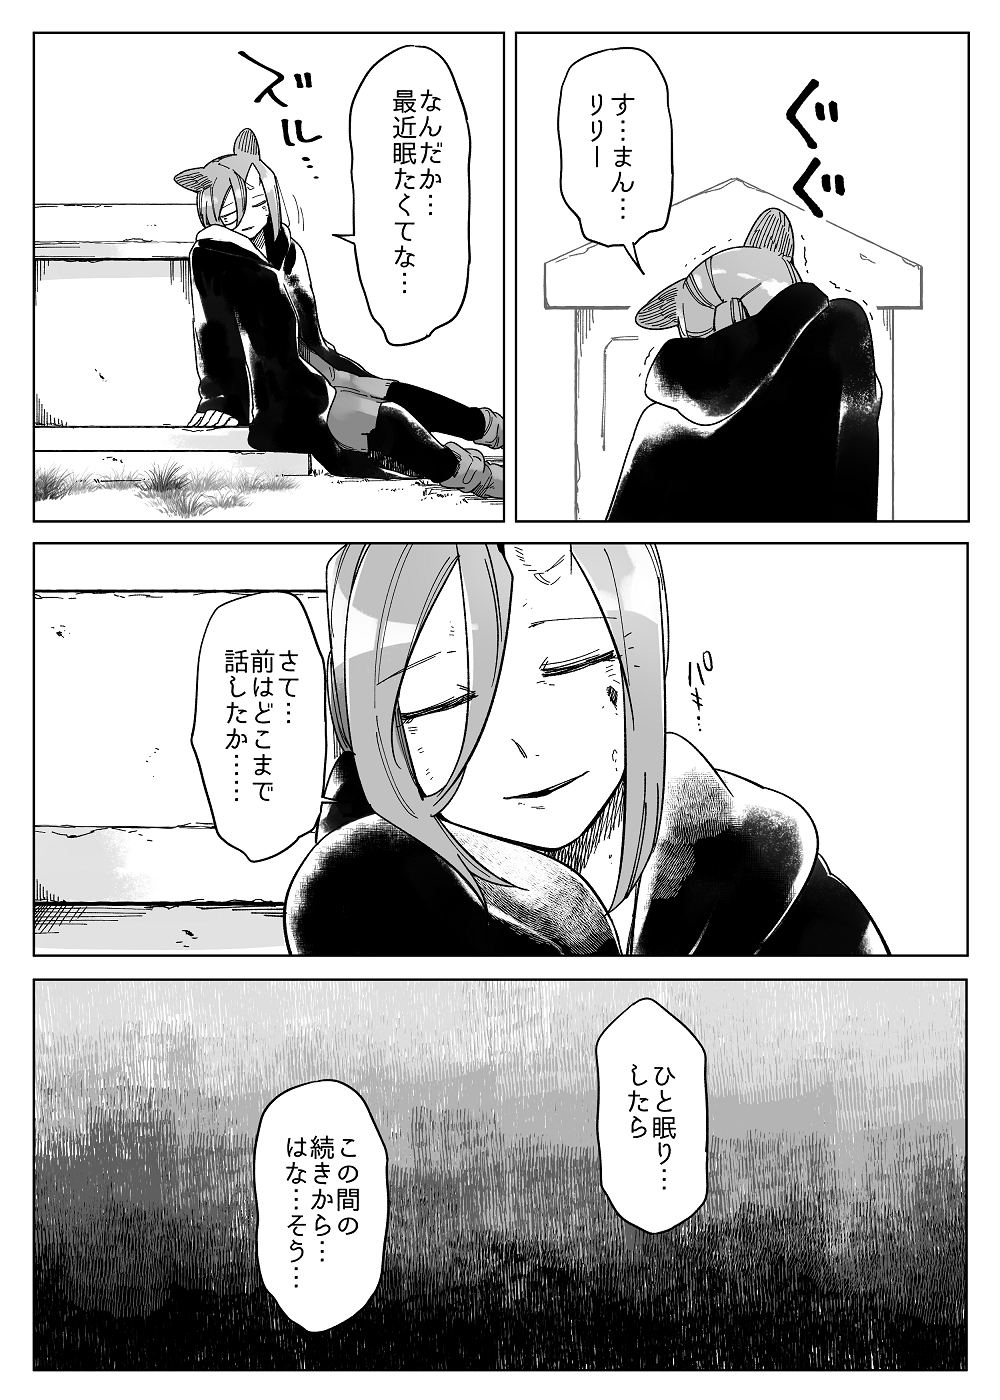 す…まん…
リリー
ぐぐ
なんだか…
最近眠たくてな…
ズルッ…
さて…
前はどこまで
話したか……
ひと眠り…
したら
この間の
続きから…
はな…そう…